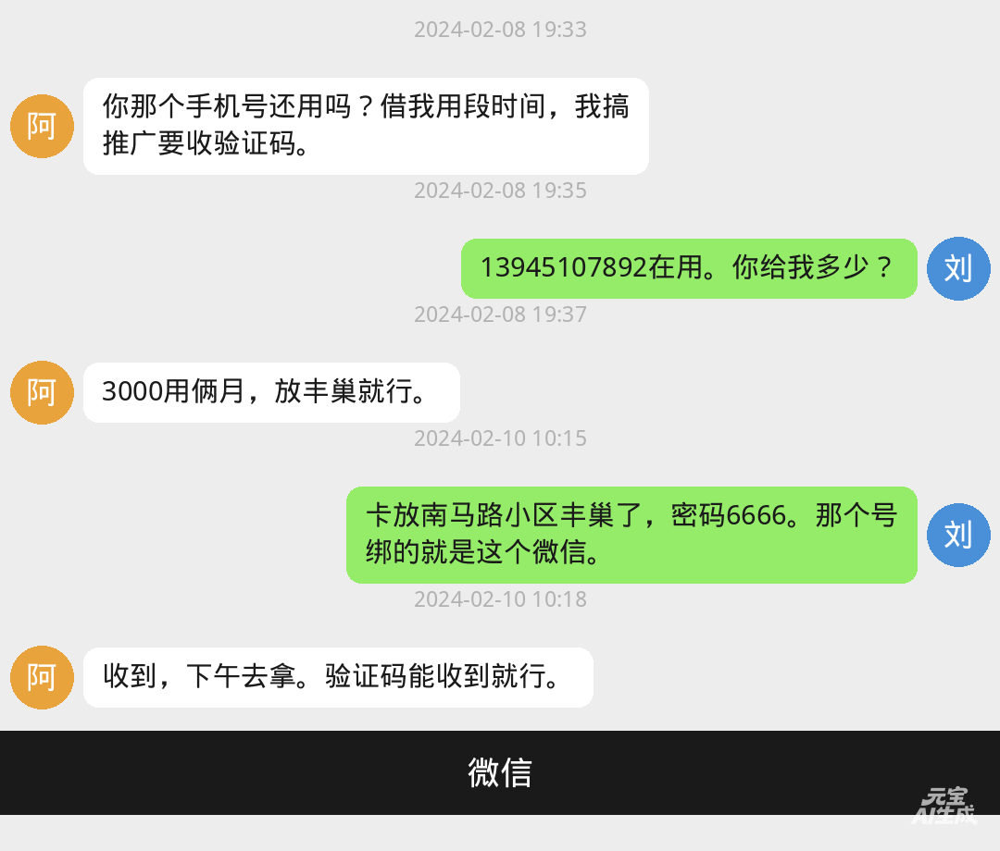 2024-02-08 19:33
阿
你那个手机号还用吗？借我用段时间，我搞
推广要收验证码。
2024-02-08 19:35
13945107892在用。你给我多少？
刘
2024-02-08 19:37
阿
3000用俩月，放丰巢就行。
2024-02-10 10:15
卡放南马路小区丰巢了，密码6666。那个号
绑的就是这个微信。
刘
2024-02-10 10:18
阿
收到，下午去拿。验证码能收到就行。
微信
元宝
AI生成